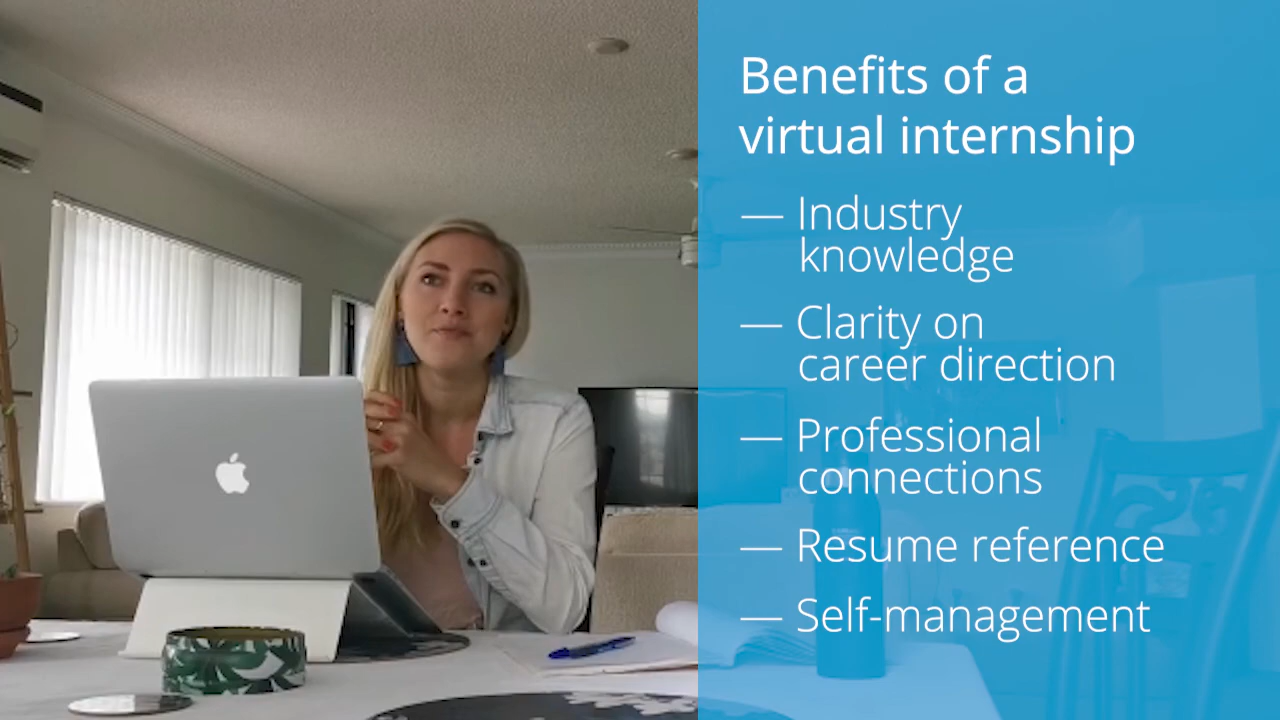 Benefits of a
virtual internship
— Industry
knowledge
— Clarity on
career direction
— Professional
connections
— Resume reference
— Self-management